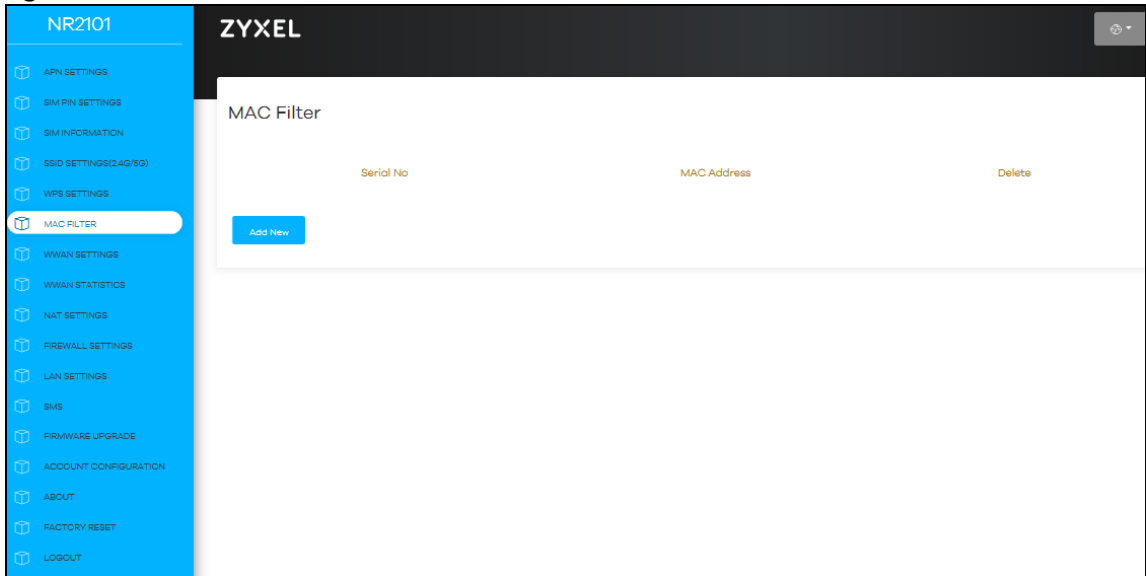 NR2101
ZYXEL
APN SETTINGS
SIM PIN SETTINGS
SIM INFORMATION
SSID SETTINGS(2.4G/5G)
WPS SETTINGS
MAC FILTER
WWAN SETTINGS
WWAN STATISTICS
NAT SETTINGS
FIREWALL SETTINGS
LAN SETTINGS
SMS
FIRMWARE UPGRADE
ACCOUNT CONFIGURATION
ABOUT
FACTORY RESET
LOGOUT
MAC Filter
Serial No MAC Address Delete
Add New